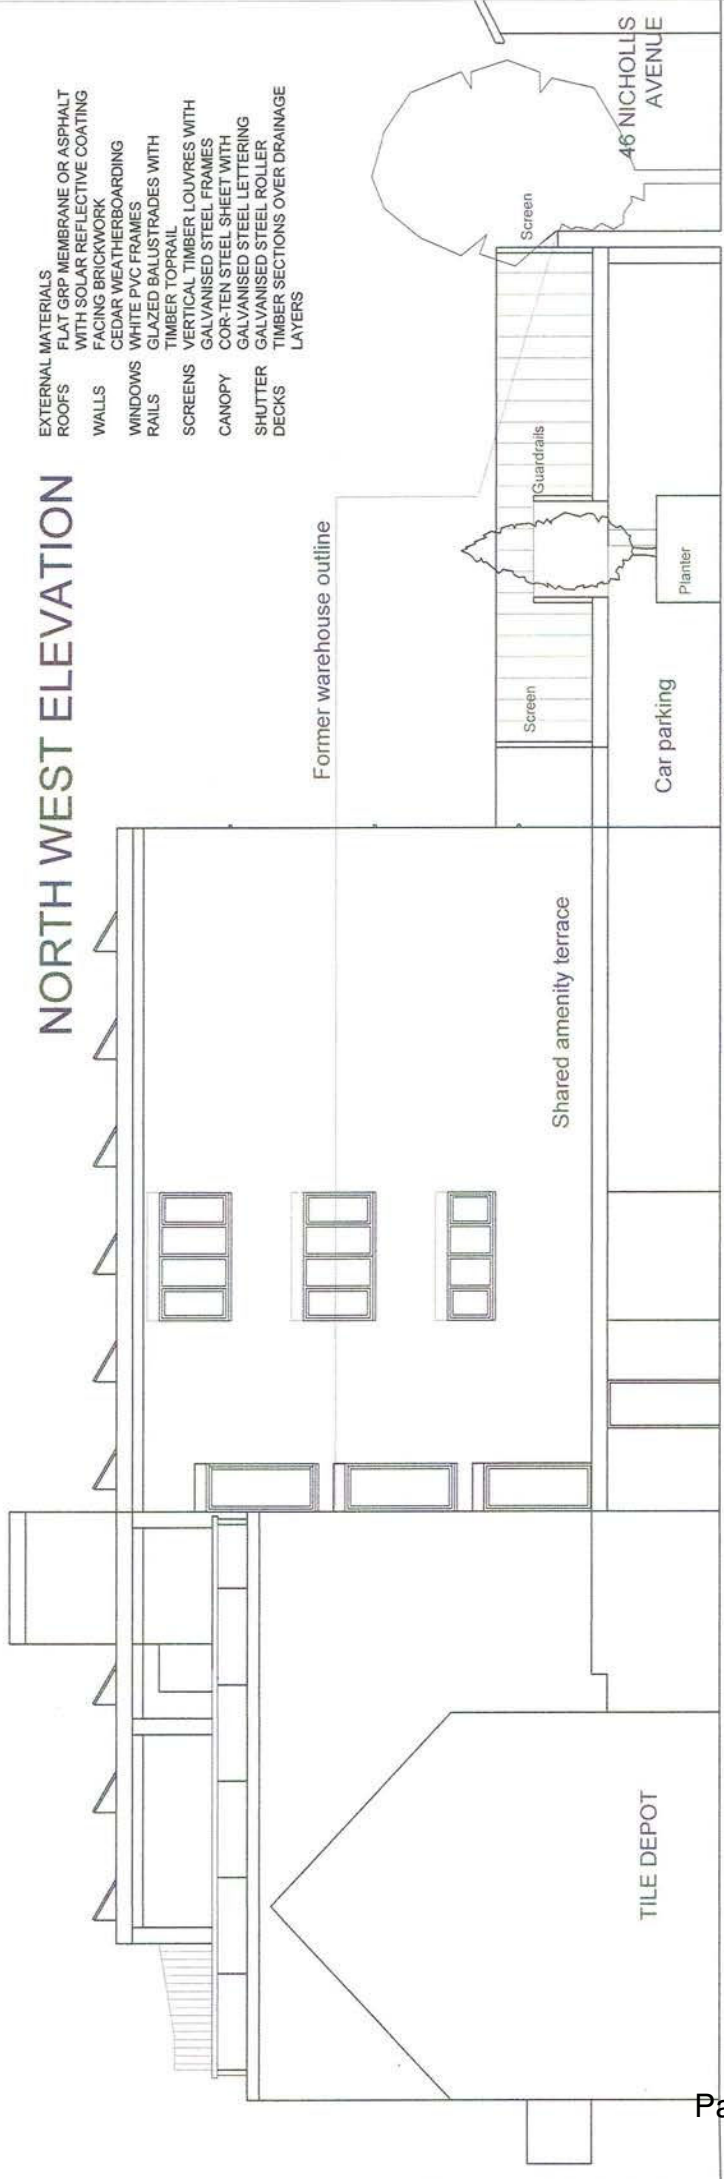 NORTH WEST ELEVATION
EXTERNAL MATERIALS
ROOFS FLAT GRP MEMBRANE OR ASPHALT
WITH SOLAR REFLECTIVE COATING
WALLS FACING BRICKWORK
CEDAR WEATHERBOARDING
WINDOWS WHITE PVC FRAMES
RAILS GLAZED BALUSTRADES WITH
TIMBER TOPRAIL
SCREENS VERTICAL TIMBER LOUVRES WITH
GALVANISED STEEL FRAMES
CANOPY COR-TEN STEEL SHEET WITH
GALVANISED STEEL LETTERING
SHUTTER GALVANISED STEEL ROLLER
DECKS TIMBER SECTIONS OVER DRAINAGE
LAYERS
Former warehouse outline
Screen
Guardrails
Screen
Shared amenity terrace
Planter
Car parking
TILE DEPOT
46 NICHOLLS
AVENUE
Pa